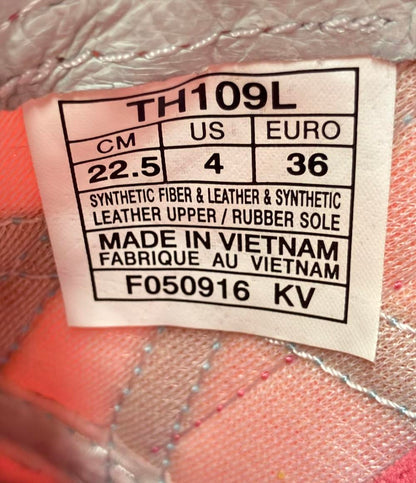 TH109L
CM US EURO
22.5 4 36
SYNTHETIC FIBER & LEATHER & SYNTHETIC
LEATHER UPPER / RUBBER SOLE
MADE IN VIETNAM
FABRIQUE AU VIETNAM
F050916 KV